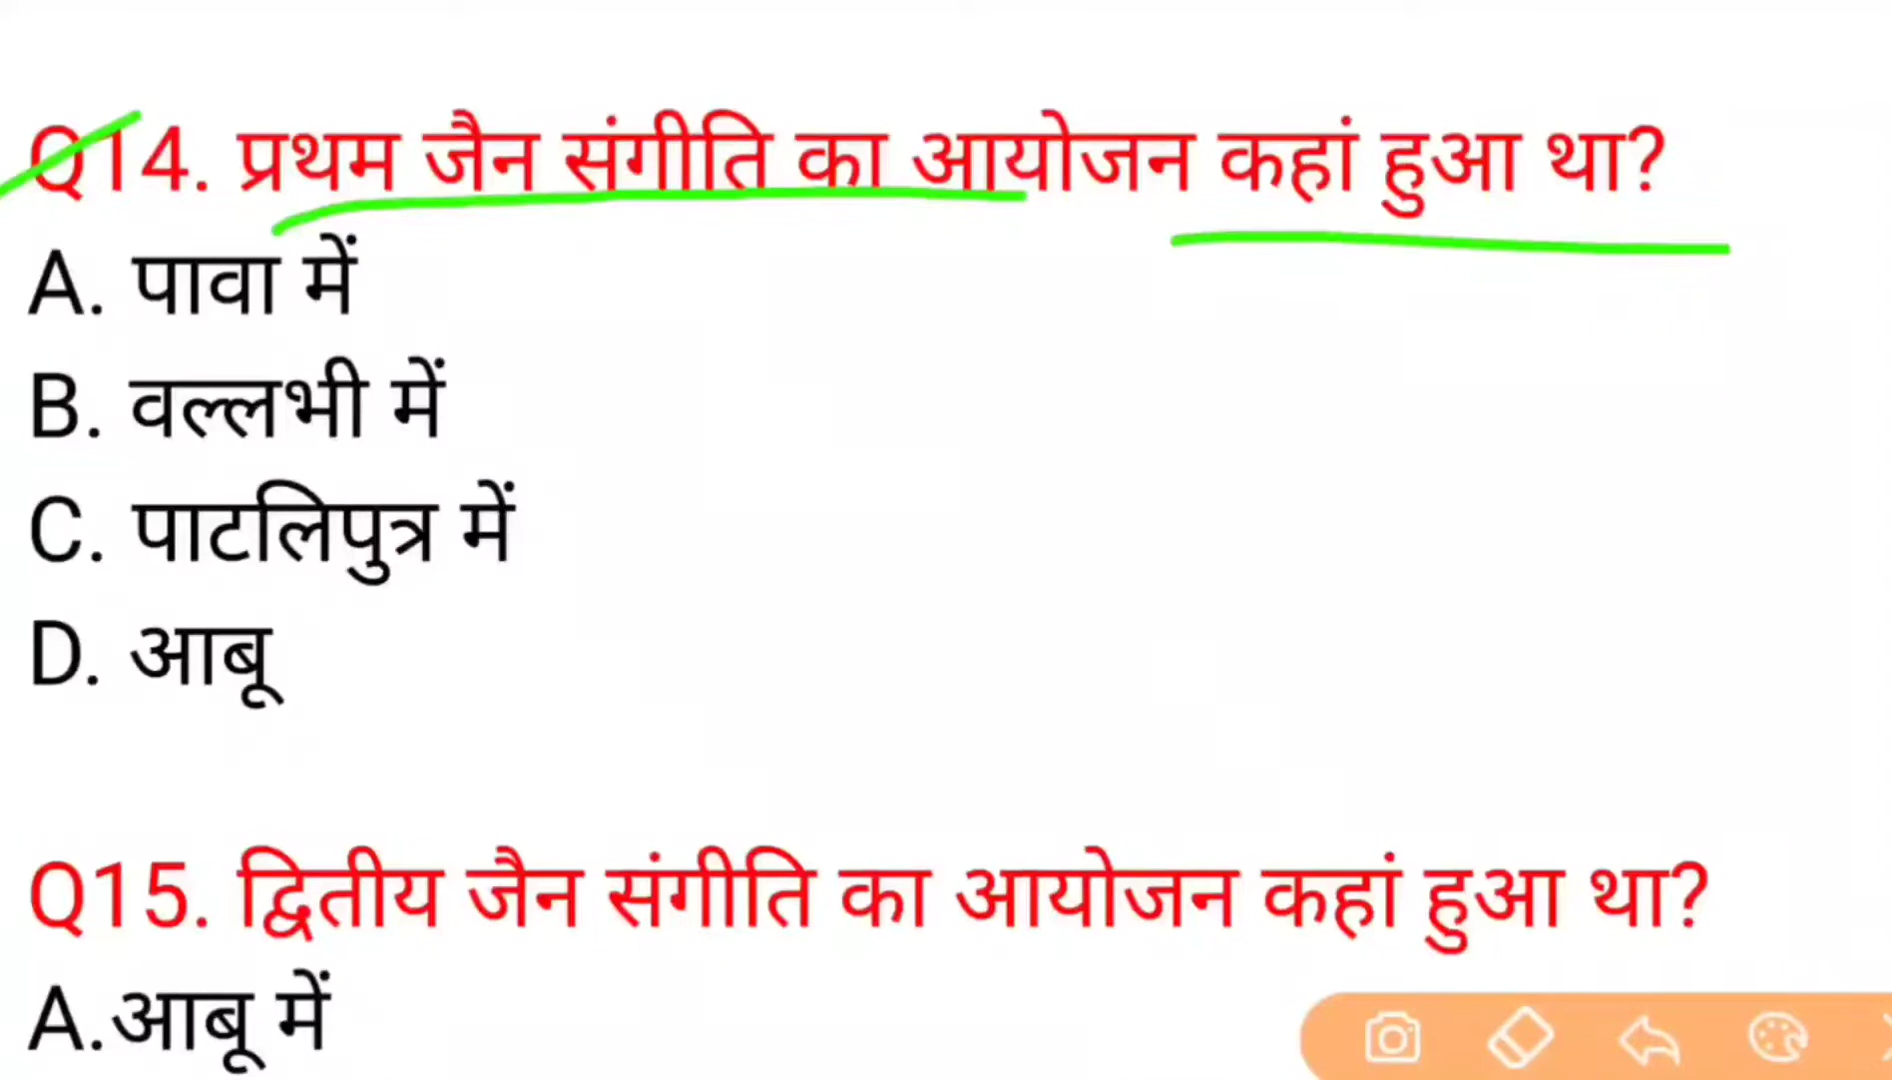 Q14. प्रथम जैन संगीति का आयोजन कहां हुआ था?
A. पावा में
B. वल्लभी में
C. पाटलिपुत्र में
D. आबू
Q15. द्वितीय जैन संगीति का आयोजन कहां हुआ था?
A.आबू में